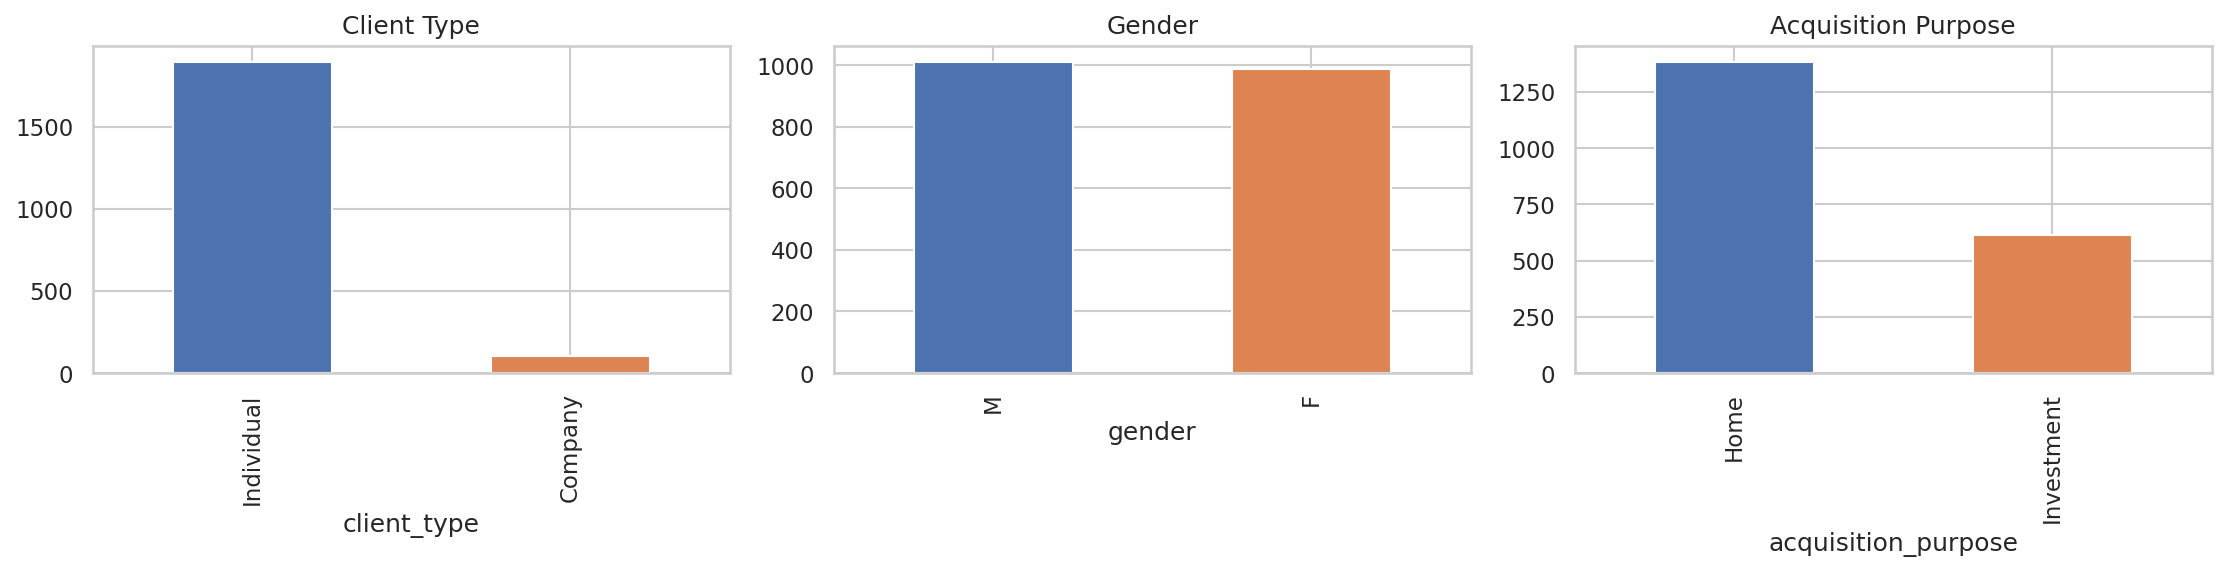 Client Type
1500
1000
500
0
Individual
Company
client_type
Gender
1000
800
600
400
200
0
M
F
gender
Acquisition Purpose
1250
1000
750
500
250
0
Home
Investment
acquisition_purpose